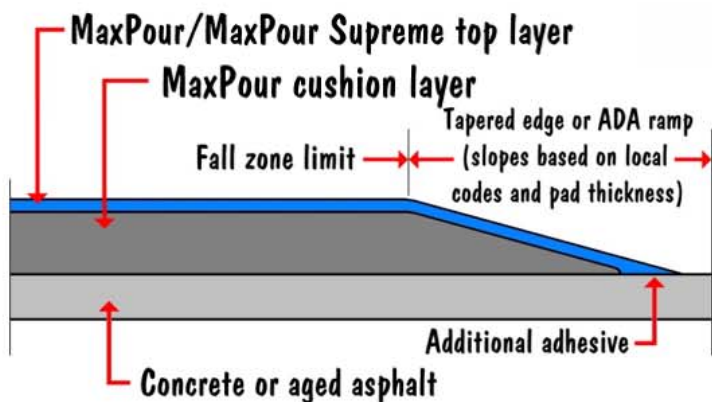 MaxPour/MaxPour Supreme top layer
MaxPour cushion layer
Fall zone limit
Tapered edge or ADA ramp
(slopes based on local
codes and pad thickness)
Additional adhesive
Concrete or aged asphalt